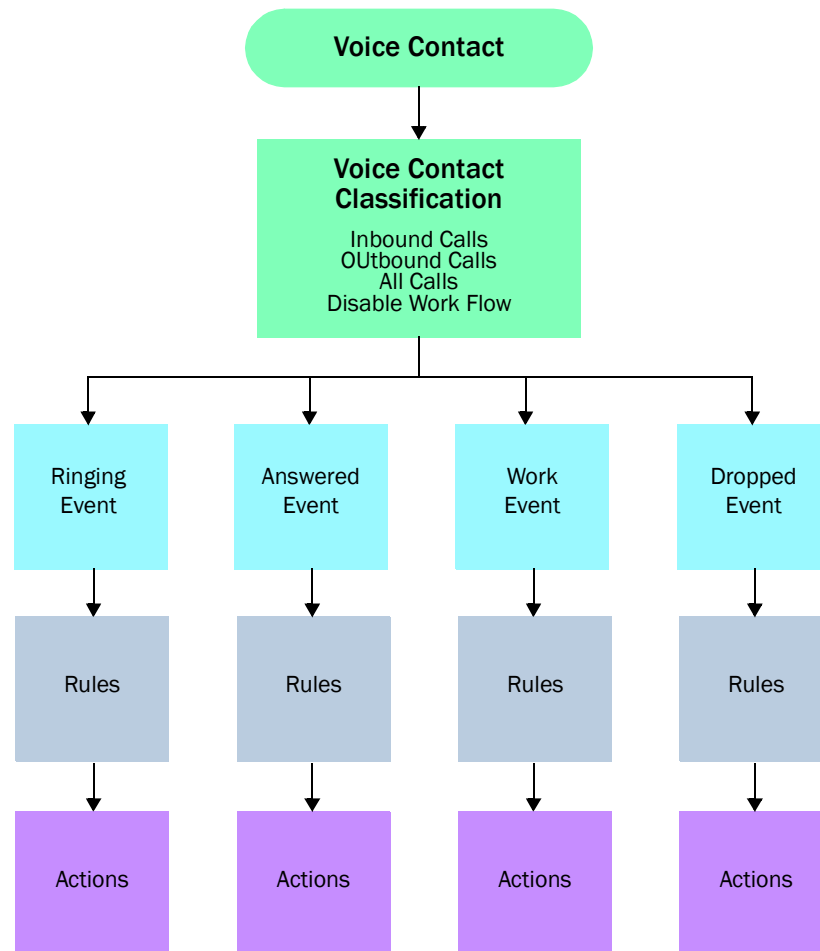 Voice Contact
Voice Contact
Classification
Inbound Calls
OUtbound Calls
All Calls
Disable Work Flow
Ringing
Event
Answered
Event
Work
Event
Dropped
Event
Rules
Rules
Rules
Rules
Actions
Actions
Actions
Actions